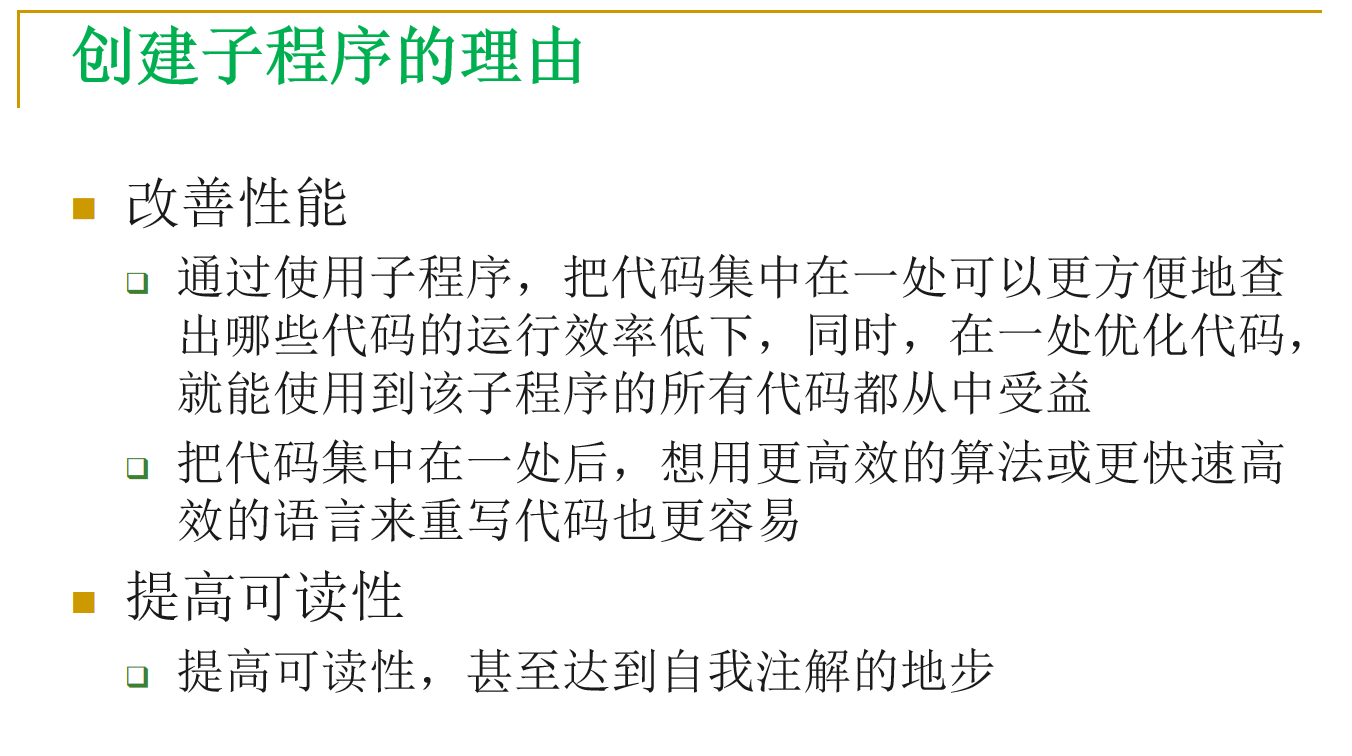 创建子程序的理由
改善性能
通过使用子程序，把代码集中在一处可以更方便地查
出哪些代码的运行效率低下，同时，在一处优化代码，
就能使用到该子程序的所有代码都从中受益
把代码集中在一处后，想用更高效的算法或更快速高
效的语言来重写代码也更容易
提高可读性
提高可读性，甚至达到自我注解的地步